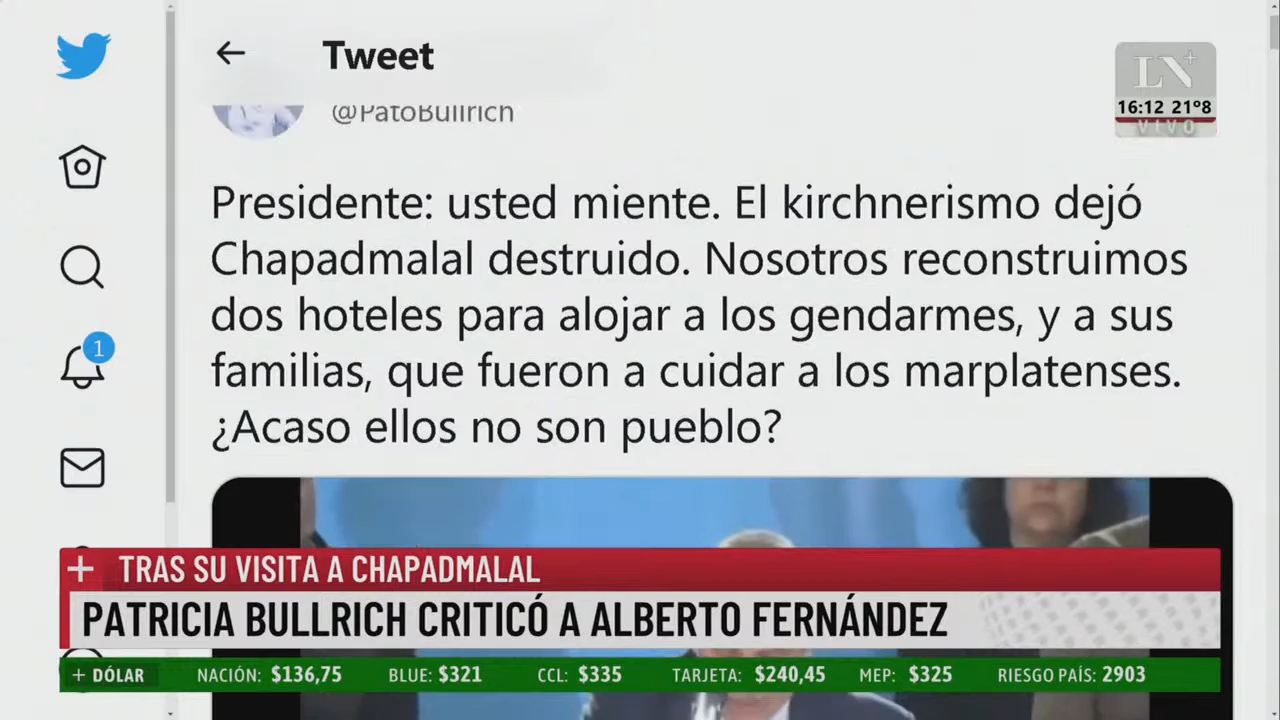 Tweet
LN+
16:12 21º8
VIVO
@PatoBullrich
Presidente: usted miente. El kirchnerismo dejó
Chapadmalal destruido. Nosotros reconstruimos
dos hoteles para alojar a los gendarmes, y a sus
familias, que fueron a cuidar a los marplatenses.
¿Acaso ellos no son pueblo?
1
+ TRAS SU VISITA A CHAPADMALAL
PATRICIA BULLRICH CRITICÓ A ALBERTO FERNÁNDEZ
+ DÓLAR NACIÓN: $136,75 BLUE: $321 CCL: $335 TARJETA: $240,45 MEP: $325 RIESGO PAÍS: 2903